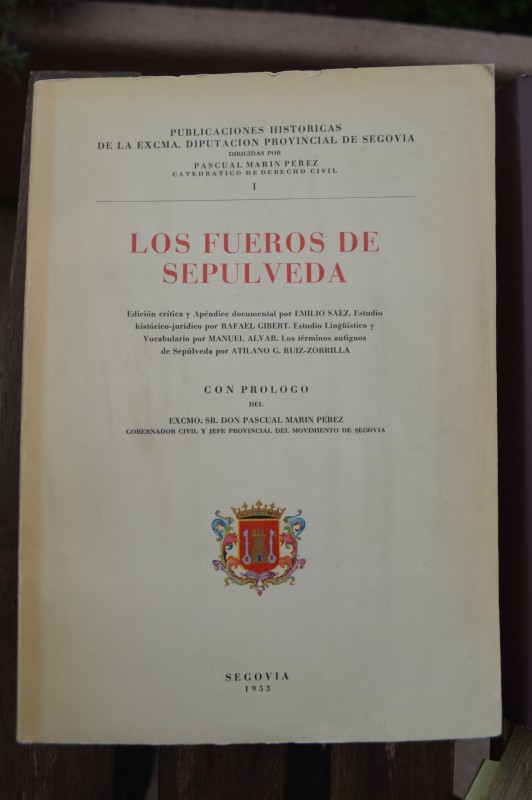 PUBLICACIONES HISTORICAS
DE LA EXCMA. DIPUTACION PROVINCIAL DE SEGOVIA
DIRIGIDAS POR
PASCUAL MARIN PEREZ
CATEDRATICO DE DERECHO CIVIL
I
LOS FUEROS DE
SEPULVEDA
Edición crítica y Apéndice documental por EMILIO SAEZ. Estudio
histórico-jurídico por RAFAEL GIBERT. Estudio Lingüístico y
Vocabulario por MANUEL ALVAR. Los términos antiguos
de Sepúlveda por ATILANO G. RUIZ-ZORRILLA
CON PROLOGO
DEL
EXCMO. SR. DON PASCUAL MARIN PEREZ
GOBERNADOR CIVIL Y JEFE PROVINCIAL DEL MOVIMIENTO DE SEGOVIA
SEGOVIA
1953